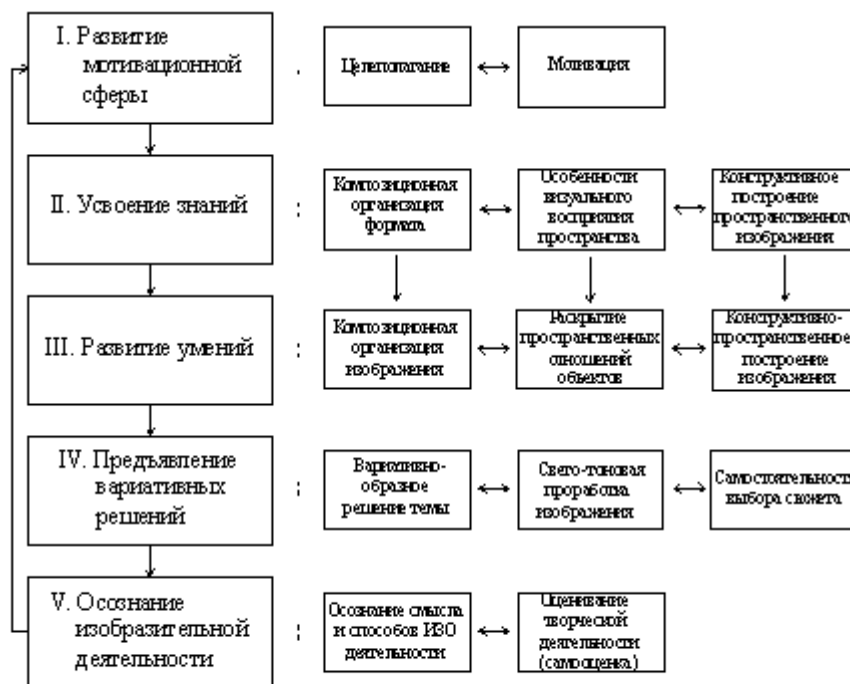 I. Развитие
мотивационной
сферы
:
Целеполагание
Мотивация
II. Усвоение знаний
:
Композиционная
организация
формата
Особенности
визуального
восприятия
пространства
Конструктивное
построение
пространственного
изображения
III. Развитие умений
:
Композиционная
организация
изображения
Раскрытие
пространственных
отношений
объектов
Конструктивно-
пространственное
построение
изображения
IV. Предъявление
вариативных
решений
:
Вариативно-
образное
решение темы
Свето-тоновая
проработка
изображения
Самостоятельность
выбора сюжета
V. Осознание
изобразительной
деятельности
:
Осознание смысла
и способов ИЗО
деятельности
Оценивание
творческой
деятельности
(самооценка)